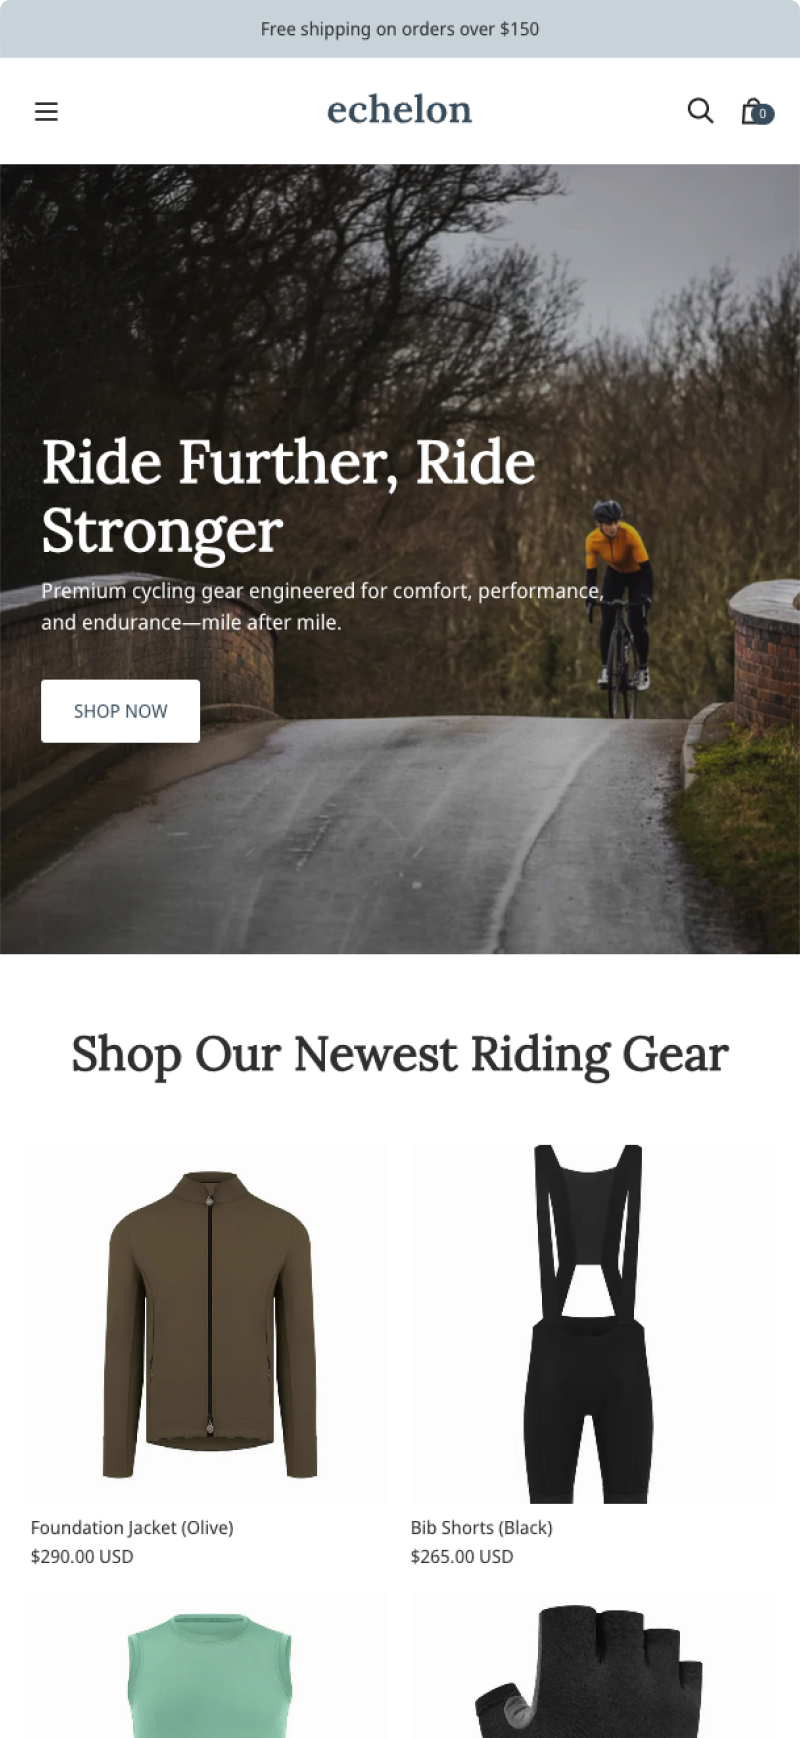 Free shipping on orders over $150
echelon
0
Ride Further, Ride
Stronger
Premium cycling gear engineered for comfort, performance,
and endurance—mile after mile.
SHOP NOW
Shop Our Newest Riding Gear
Foundation Jacket (Olive)
$290.00 USD
Bib Shorts (Black)
$265.00 USD